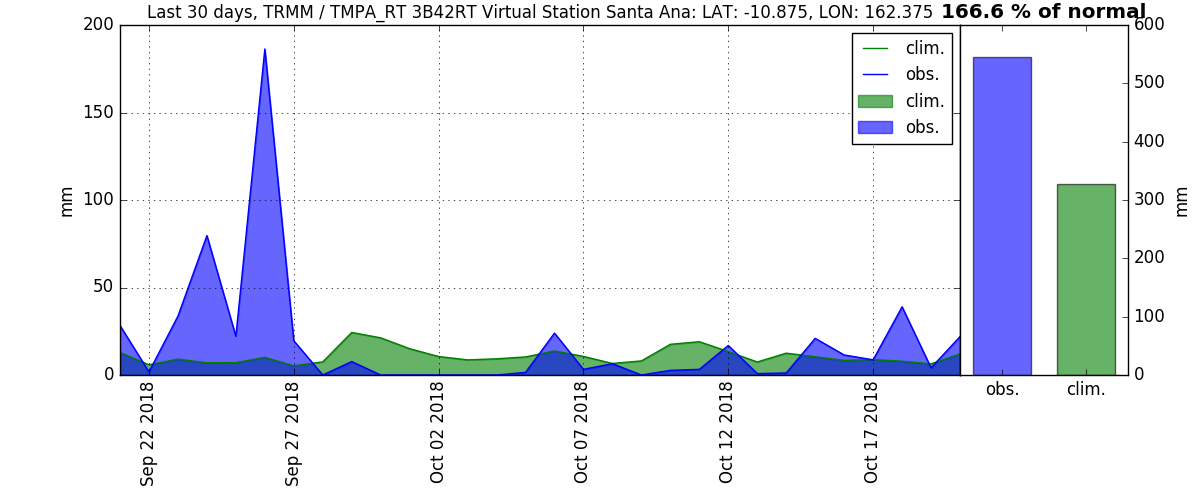 Last 30 days, TRMM / TMPA_RT 3B42RT Virtual Station Santa Ana: LAT: -10.875, LON: 162.375 166.6 % of normal
200
150
100
50
0
mm
clim.
obs.
clim.
obs.
600
500
400
300
200
100
0
mm
obs.
clim.
Sep 22 2018
Sep 27 2018
Oct 02 2018
Oct 07 2018
Oct 12 2018
Oct 17 2018